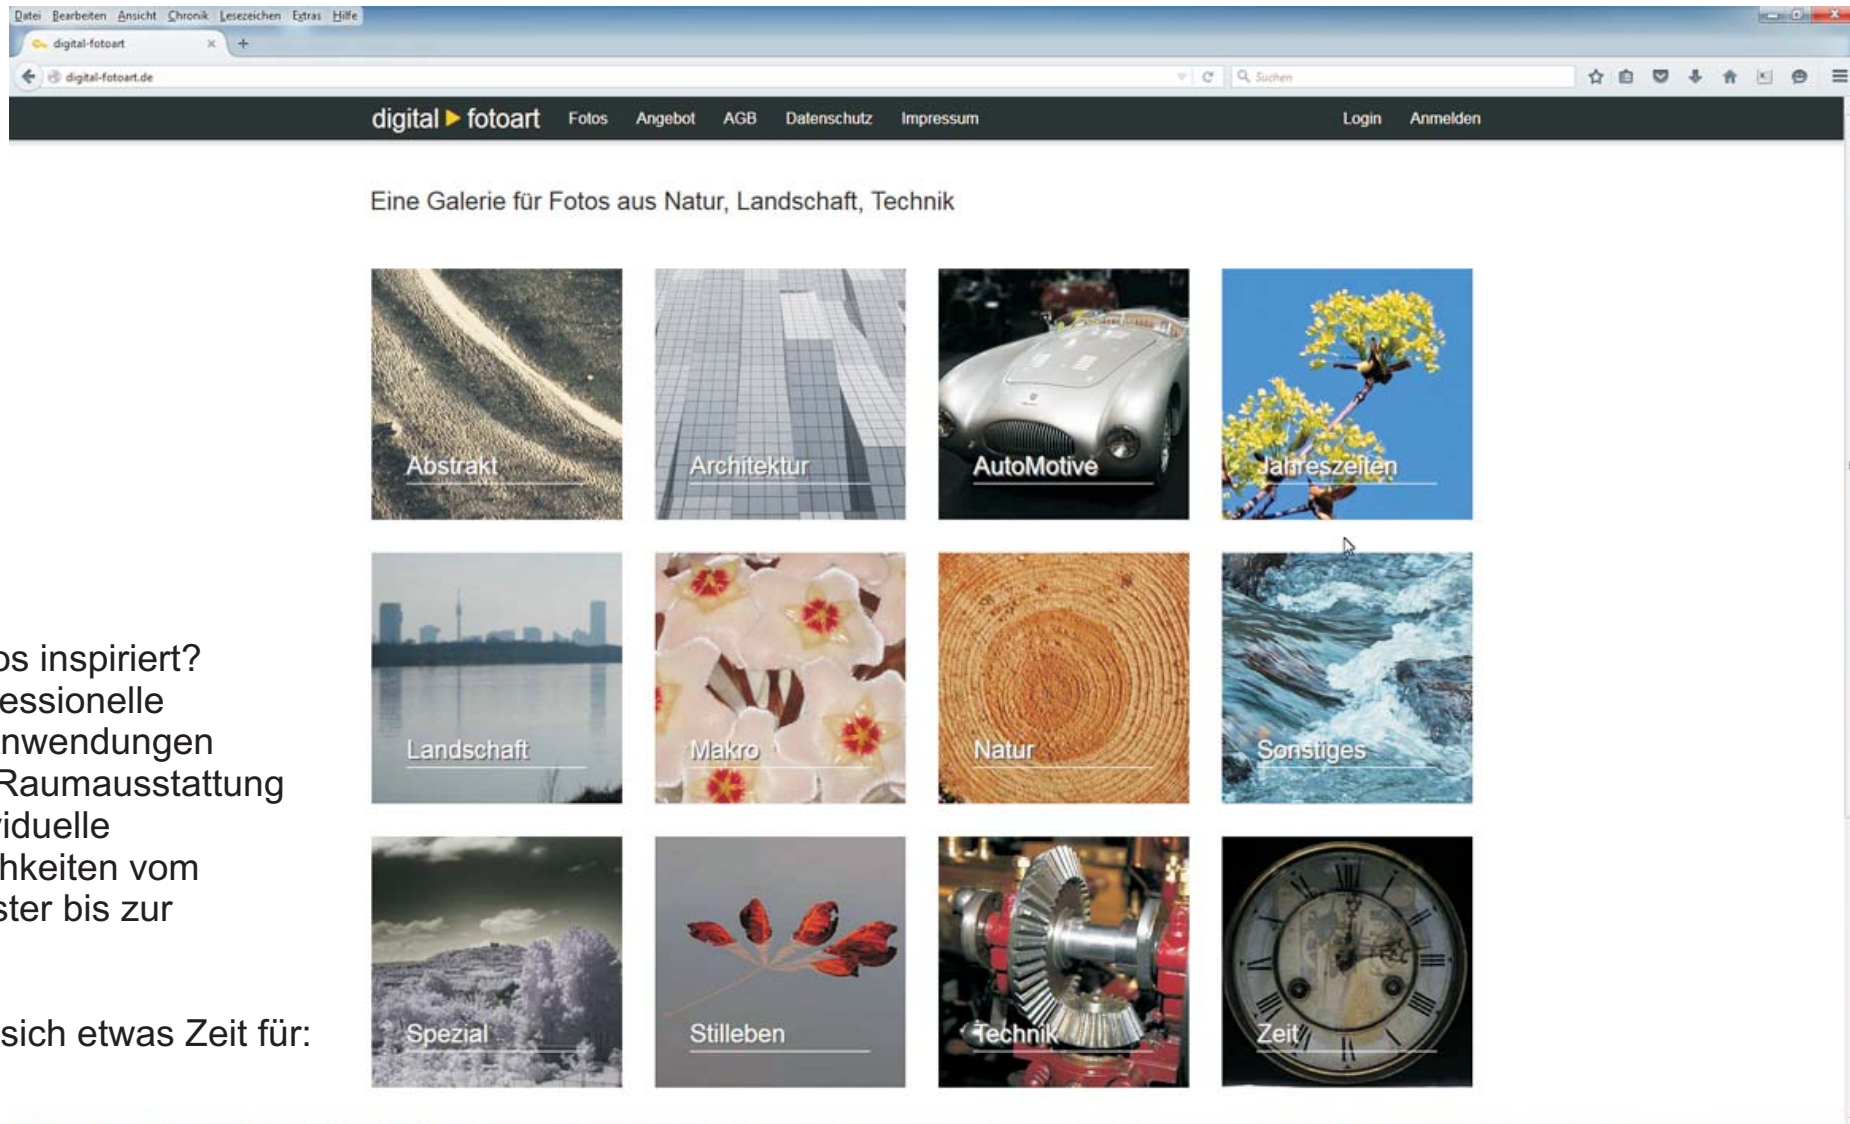 Datei Bearbeiten Ansicht Chronik Lesezeichen Extras Hilfe
digital-fotoart
digital-fotoart.de
Suchen
digital fotoart Fotos Angebot AGB Datenschutz Impressum Login Anmelden
Eine Galerie für Fotos aus Natur, Landschaft, Technik
Abstrakt Architektur AutoMotive Jahreszeiten
Landschaft Makro Natur Sonstiges
Spezial Stilleben Technik Zeit
os inspiriert?
essionelle
nwendungen
Raumausstattung
viduelle
hkeiten vom
ster bis zur
sich etwas Zeit für: